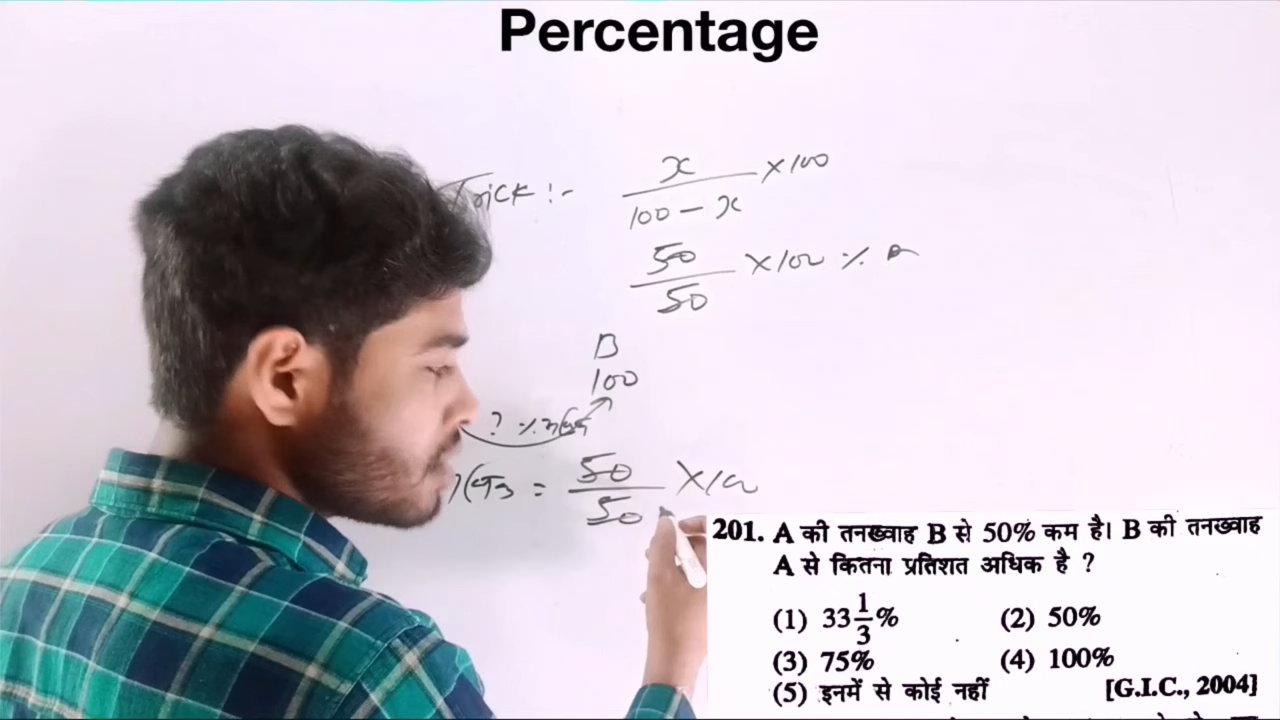 Percentage
Trick :- x/(100 - x) ×100
50/50 ×100 %
B
100
? %
= 50/50 ×100
201. A की तनख्वाह B से 50% कम है। B की तनख्वाह
A से कितना प्रतिशत अधिक है ?
(1) 33 1/3 % (2) 50%
(3) 75% (4) 100%
(5) इनमें से कोई नहीं [G.I.C., 2004]